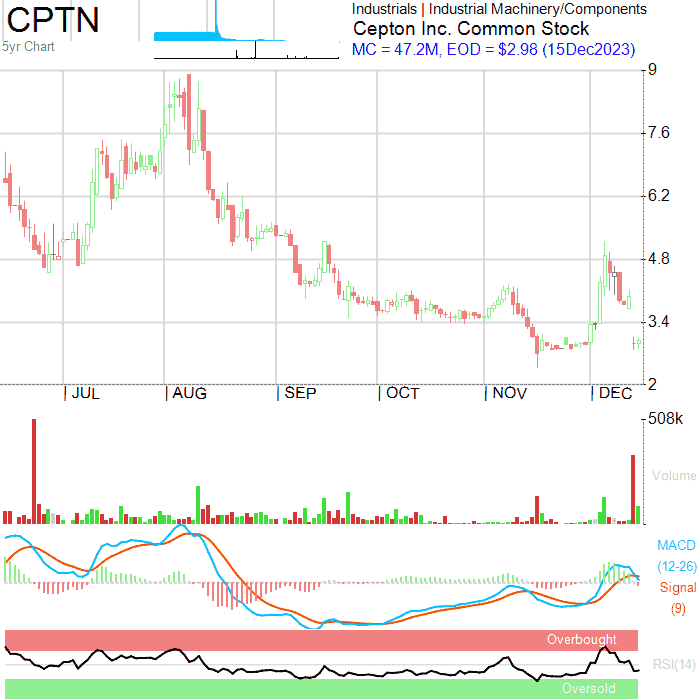 CPTN
5yr Chart
Industrials | Industrial Machinery/Components
Cepton Inc. Common Stock
MC = 47.2M, EOD = $2.98 (15Dec2023)
9
7.6
6.2
4.8
3.4
2
| JUL | AUG | SEP | OCT | NOV | DEC
508k
Volume
MACD
(12-26)
Signal
(9)
Overbought
RSI(14)
Oversold